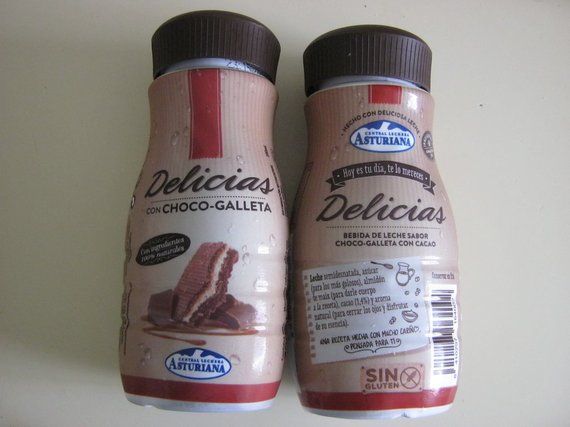 Delicias
CON CHOCO-GALLETA
Con ingredientes
100% naturales
CENTRAL LECHERA
ASTURIANA
HECHO CON DELICIOSA LECHE
CENTRAL LECHERA
ASTURIANA
Hoy es tu día, te lo mereces
Delicias
BEBIDA DE LECHE SABOR
CHOCO-GALLETA CON CACAO
Leche semidesnatada, azúcar
(para los más golosos), almidón
de maíz (para darle cuerpo
a la receta), cacao (1,4%) y aroma
natural (para cerrar los ojos y disfrutar
de su esencia).
UNA RECETA HECHA CON MUCHO CARIÑO
PENSADA PARA TI
Conservar en
SIN
GLUTEN